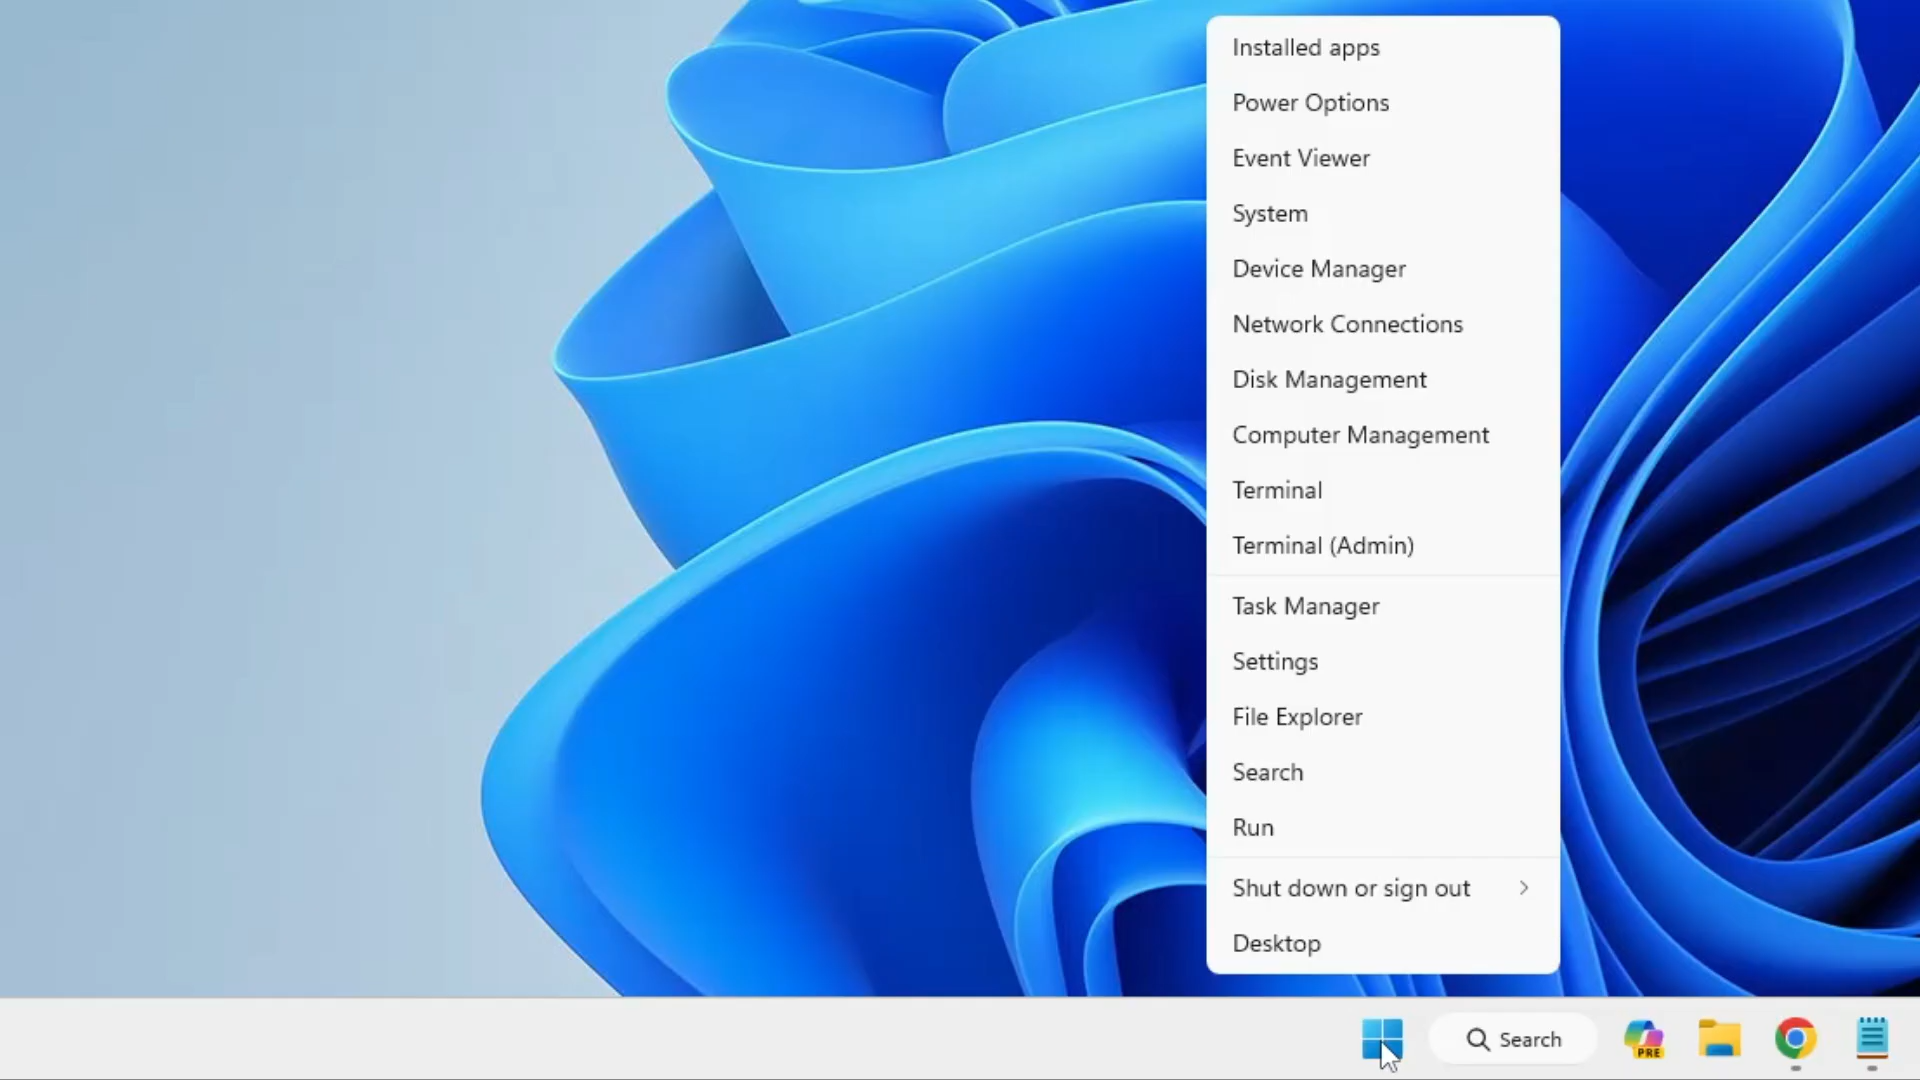 Installed apps
Power Options
Event Viewer
System
Device Manager
Network Connections
Disk Management
Computer Management
Terminal
Terminal (Admin)
Task Manager
Settings
File Explorer
Search
Run
Shut down or sign out
Desktop
Search
PRE